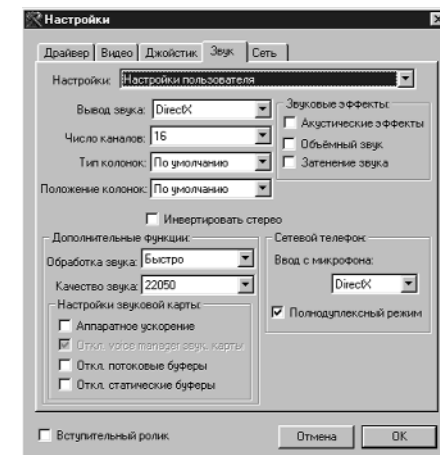 Настройки
Драйвер Видео Джойстик Звук Сеть
Настройки: Настройки пользователя
Вывод звука: DirectX
Число каналов: 16
Тип колонок: По умолчанию
Положение колонок: По умолчанию
Звуковые эффекты:
Акустические эффекты
Объёмный звук
Затенение звука
Инвертировать стерео
Дополнительные функции:
Обработка звука: Быстро
Качество звука: 22050
Настройки звуковой карты:
Аппаратное ускорение
Откл. voice manager звук. карты
Откл. потоковые буферы
Откл. статические буферы
Сетевой телефон:
Ввод с микрофона:
DirectX
Полнодуплексный режим
Вступительный ролик
Отмена
OK